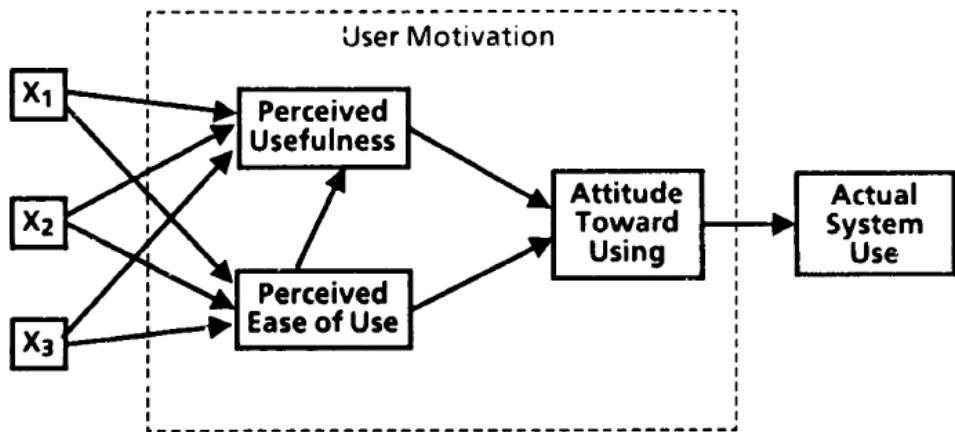 User Motivation
X1
Perceived
Usefulness
X2
Attitude
Toward
Using
Actual
System
Use
Perceived
Ease of Use
X3